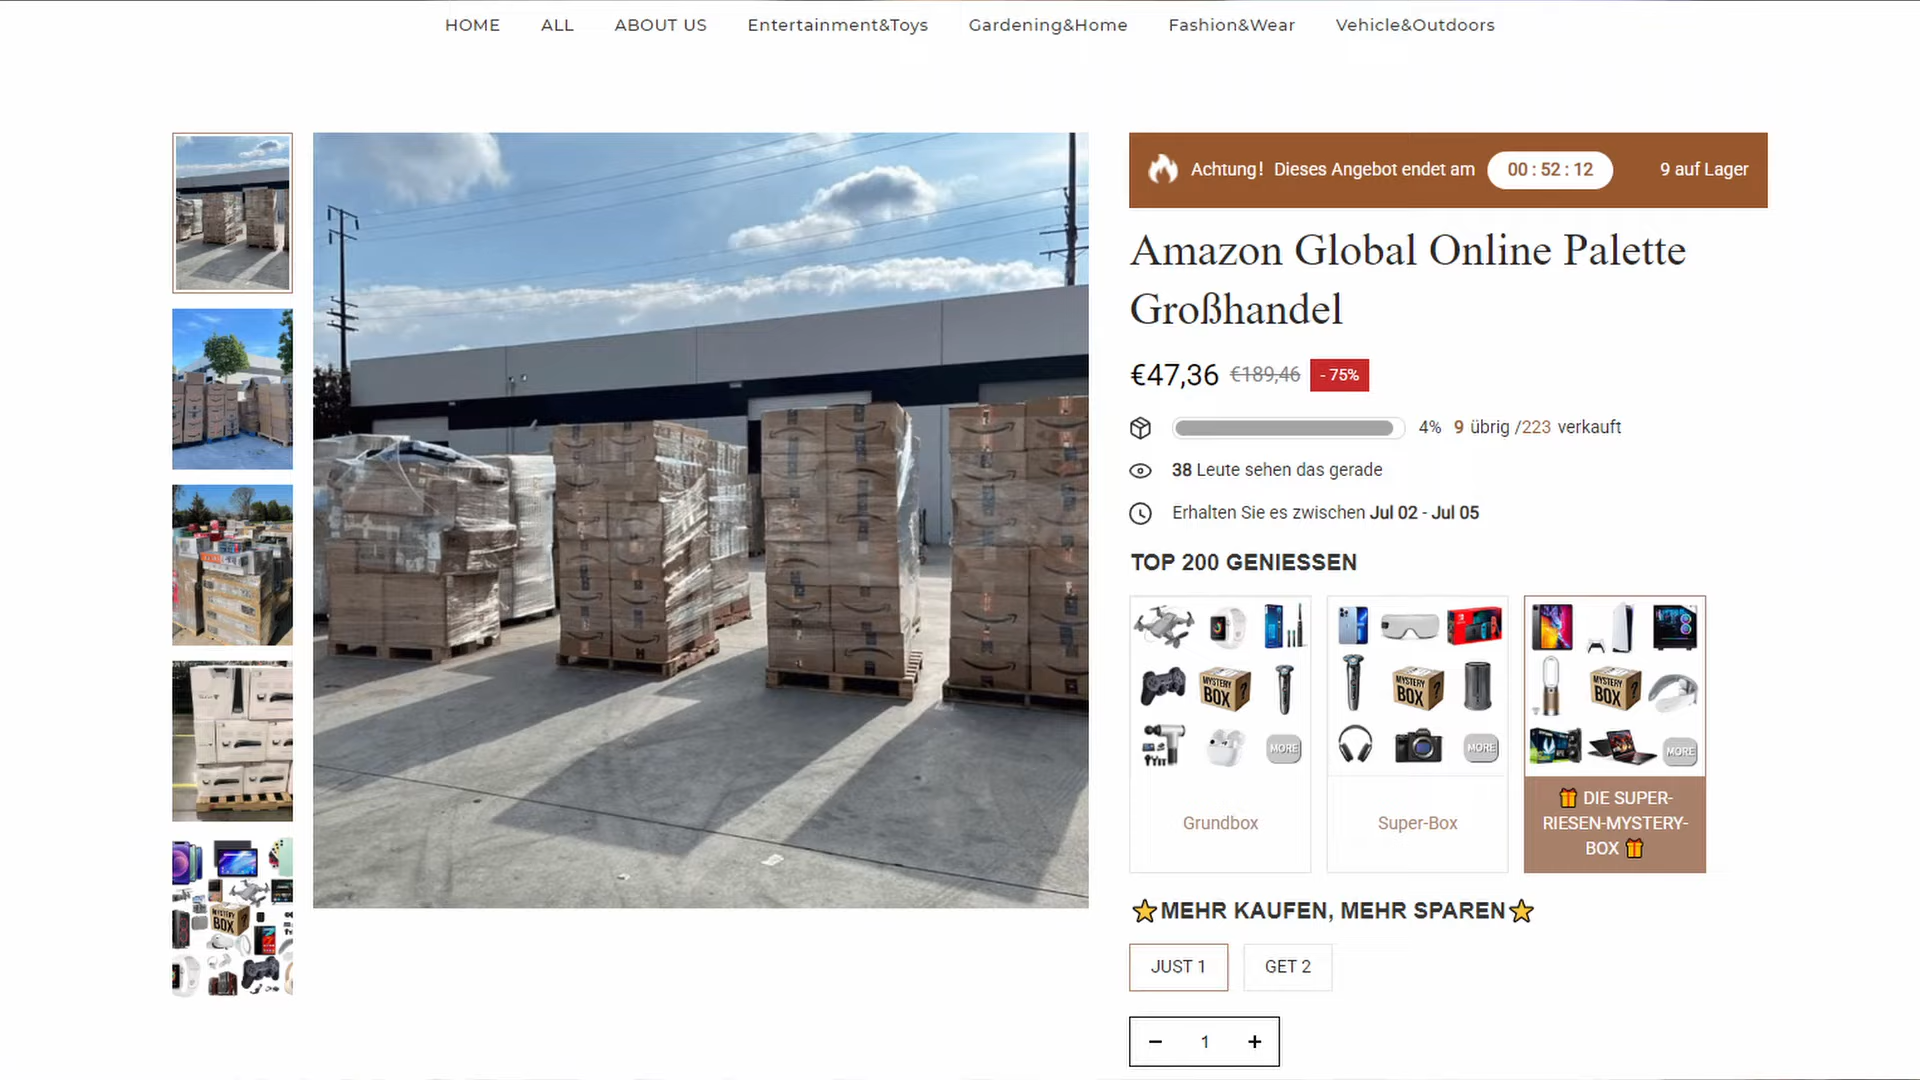 HOME ALL ABOUT US Entertainment&Toys Gardening&Home Fashion&Wear Vehicle&Outdoors
Achtung! Dieses Angebot endet am 00 : 52 : 12 9 auf Lager
Amazon Global Online Palette
Großhandel
€47,36 €189,46 - 75%
4% 9 übrig /223 verkauft
38 Leute sehen das gerade
Erhalten Sie es zwischen Jul 02 - Jul 05
TOP 200 GENIESSEN
MYSTERY BOX ?
MORE
Grundbox
MYSTERY BOX ?
MORE
Super-Box
MYSTERY BOX ?
MORE
DIE SUPER-
RIESEN-MYSTERY-
BOX
MYSTERY BOX
MEHR KAUFEN, MEHR SPAREN
JUST 1 GET 2
− 1 +